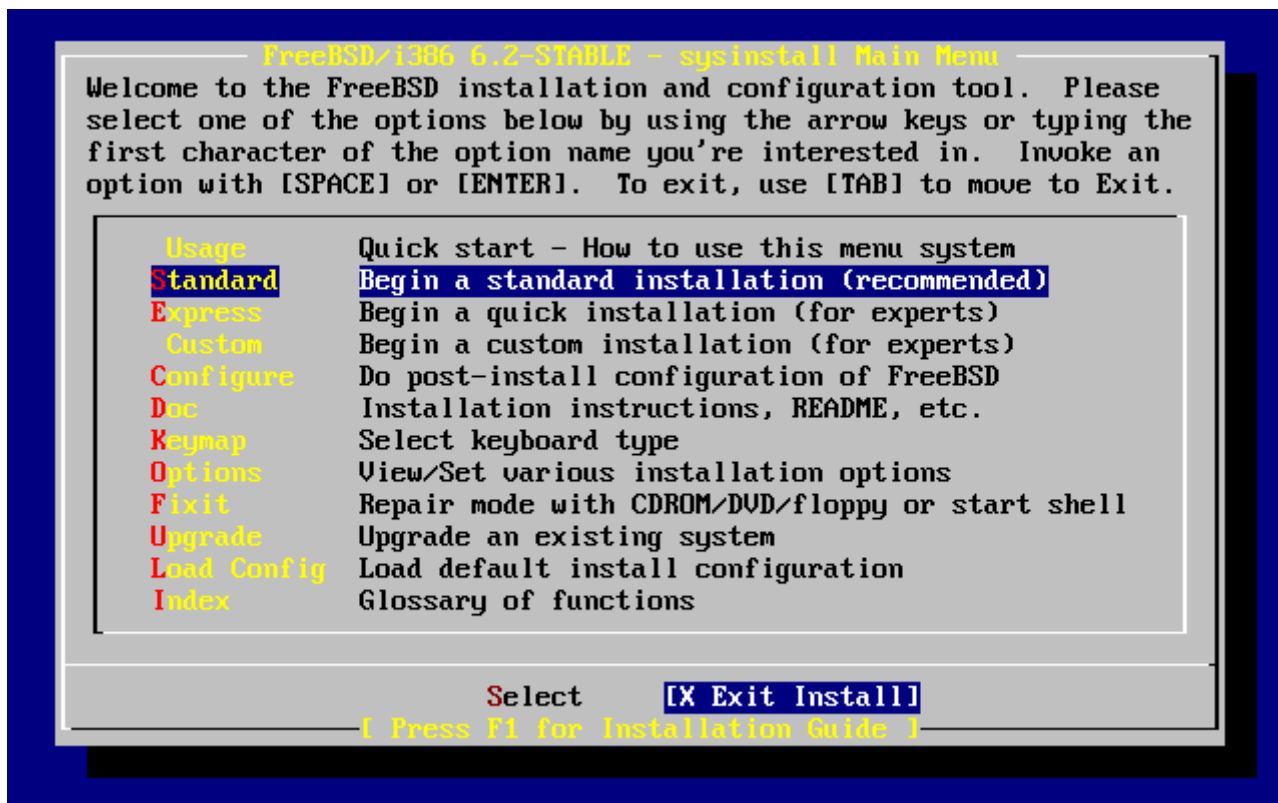 FreeBSD/i386 6.2-STABLE - sysinstall Main Menu
Welcome to the FreeBSD installation and configuration tool.  Please
select one of the options below by using the arrow keys or typing the
first character of the option name you're interested in.  Invoke an
option with [SPACE] or [ENTER].  To exit, use [TAB] to move to Exit.
Usage Quick start - How to use this menu system
Standard Begin a standard installation (recommended)
Express Begin a quick installation (for experts)
Custom Begin a custom installation (for experts)
Configure Do post-install configuration of FreeBSD
Doc Installation instructions, README, etc.
Keymap Select keyboard type
Options View/Set various installation options
Fixit Repair mode with CDROM/DVD/floppy or start shell
Upgrade Upgrade an existing system
Load Config Load default install configuration
Index Glossary of functions
Select [X Exit Install]
[ Press F1 for Installation Guide ]